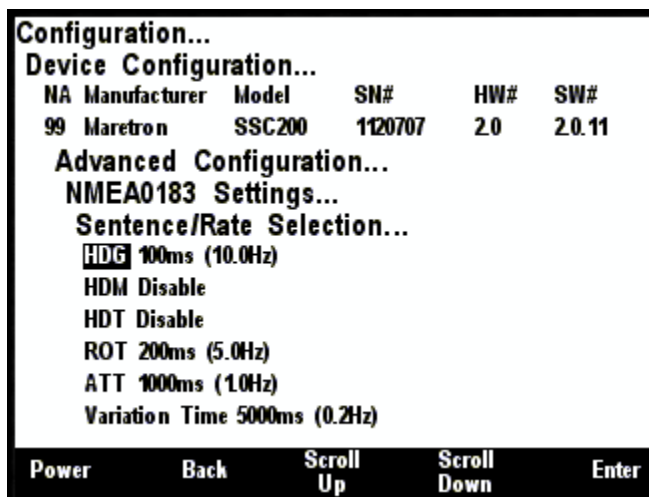 Configuration...
Device Configuration...
NA Manufacturer Model SN# HW# SW#
99 Maretron SSC200 1120707 2.0 2.0.11
Advanced Configuration...
NMEA0183 Settings...
Sentence/Rate Selection...
HDG 100ms (10.0Hz)
HDM Disable
HDT Disable
ROT 200ms (5.0Hz)
ATT 1000ms (1.0Hz)
Variation Time 5000ms (0.2Hz)
Power Back Scroll Up Scroll Down Enter